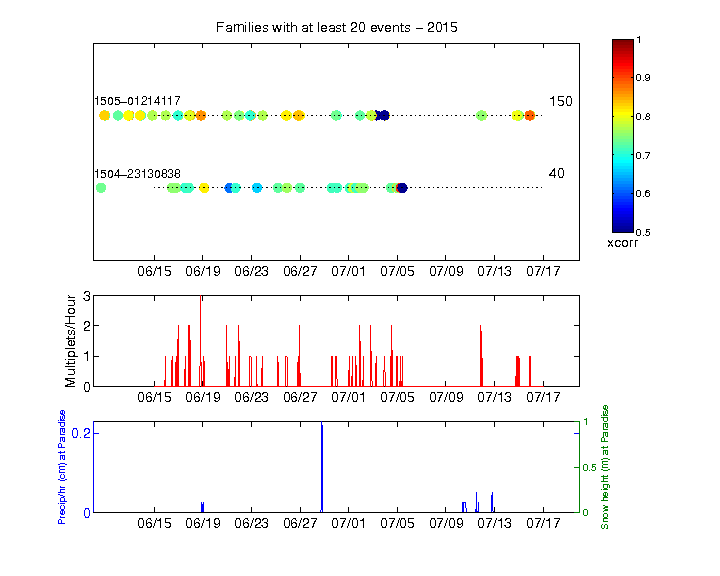 Families with at least 20 events − 2015
1505−01214117
150
1504−23130838
40
06/15 06/19 06/23 06/27 07/01 07/05 07/09 07/13 07/17
1
0.9
0.8
0.7
0.6
0.5
xcorr
Multiplets/Hour
3
2
1
0
06/15 06/19 06/23 06/27 07/01 07/05 07/09 07/13 07/17
Precip/hr (cm) at Paradise
0.2
0
1
0.5
0
Snow height (m) at Paradise
06/15 06/19 06/23 06/27 07/01 07/05 07/09 07/13 07/17